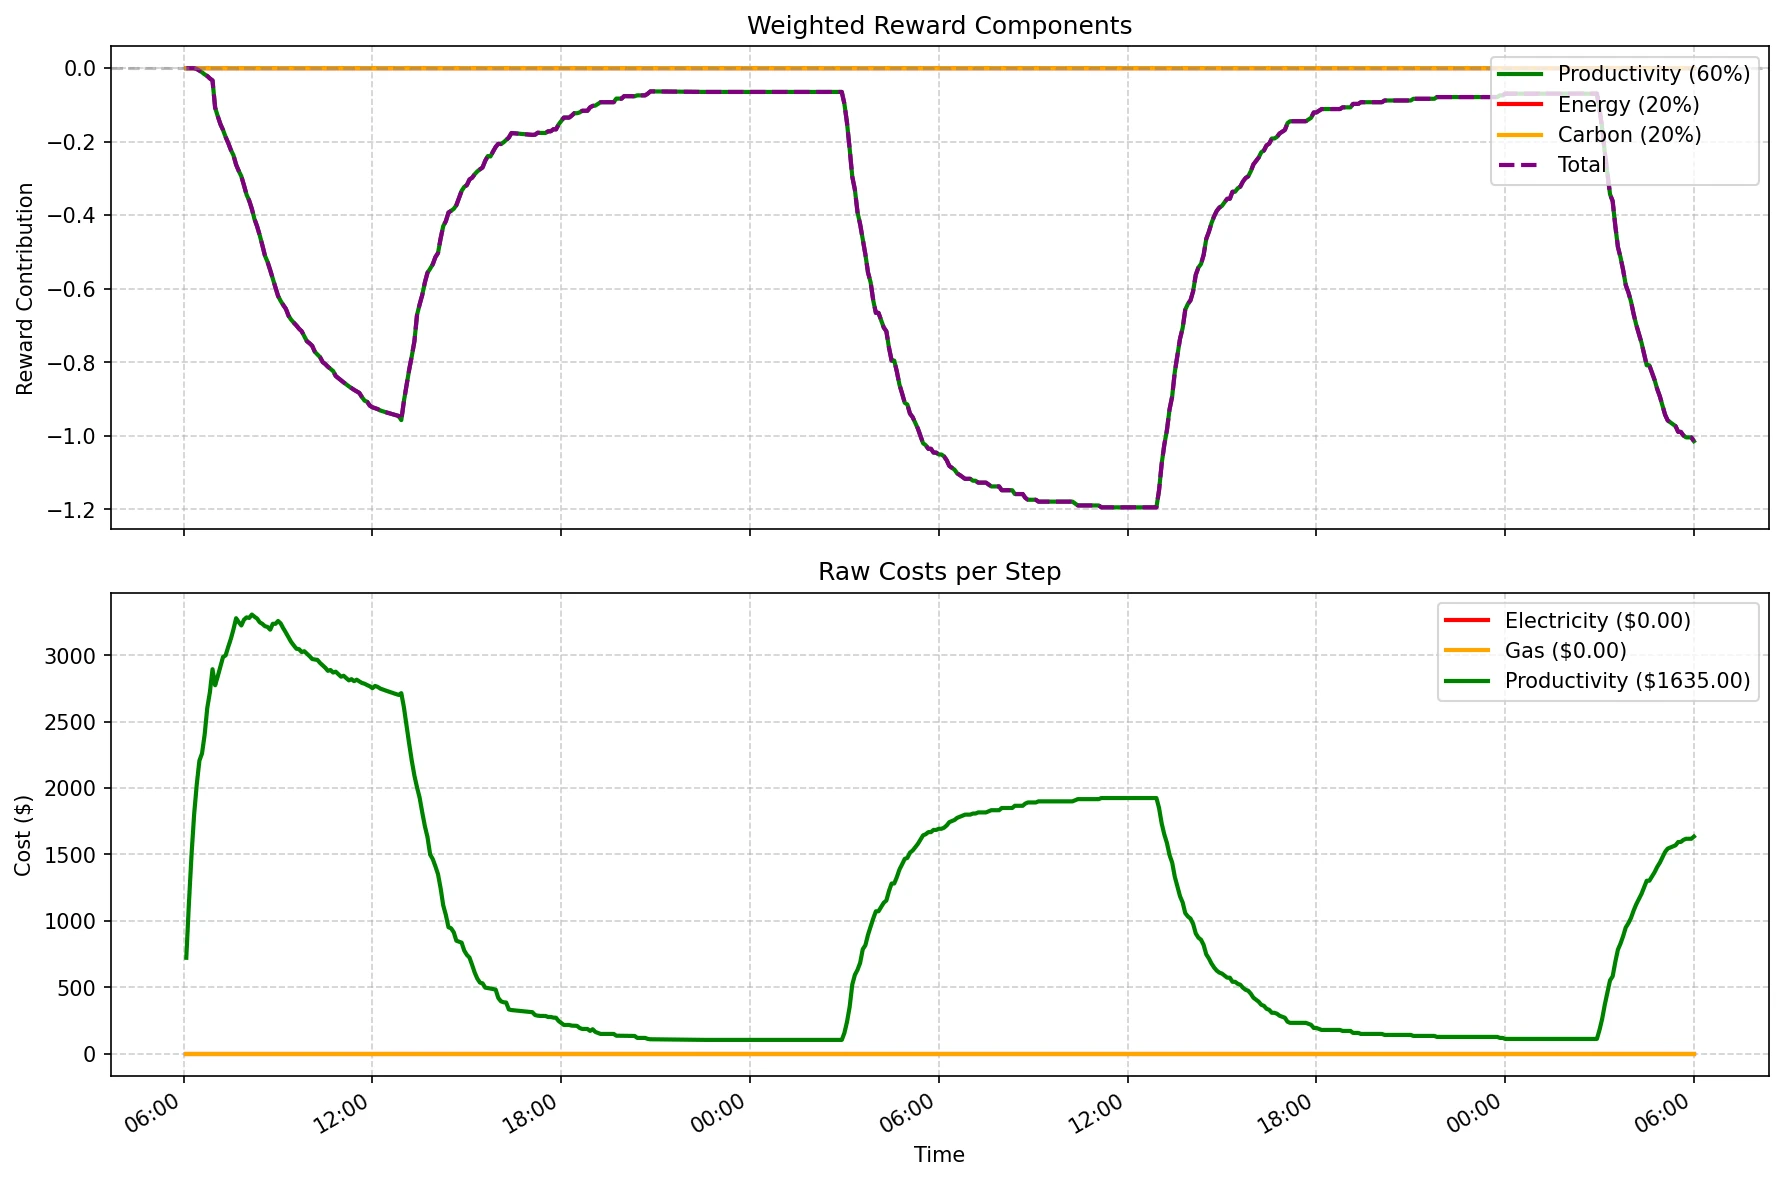 Weighted Reward Components
0.0
−0.2
−0.4
−0.6
−0.8
−1.0
−1.2
Reward Contribution
Productivity (60%)
Energy (20%)
Carbon (20%)
Total
Raw Costs per Step
3000
2500
2000
1500
1000
500
0
Cost ($)
Electricity ($0.00)
Gas ($0.00)
Productivity ($1635.00)
06:00
12:00
18:00
00:00
06:00
12:00
18:00
00:00
06:00
Time